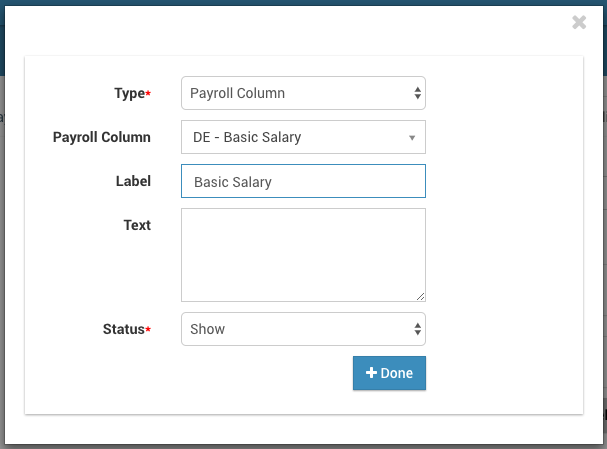 Type*
Payroll Column
Payroll Column
DE - Basic Salary
Label
Basic Salary
Text
Status*
Show
Done